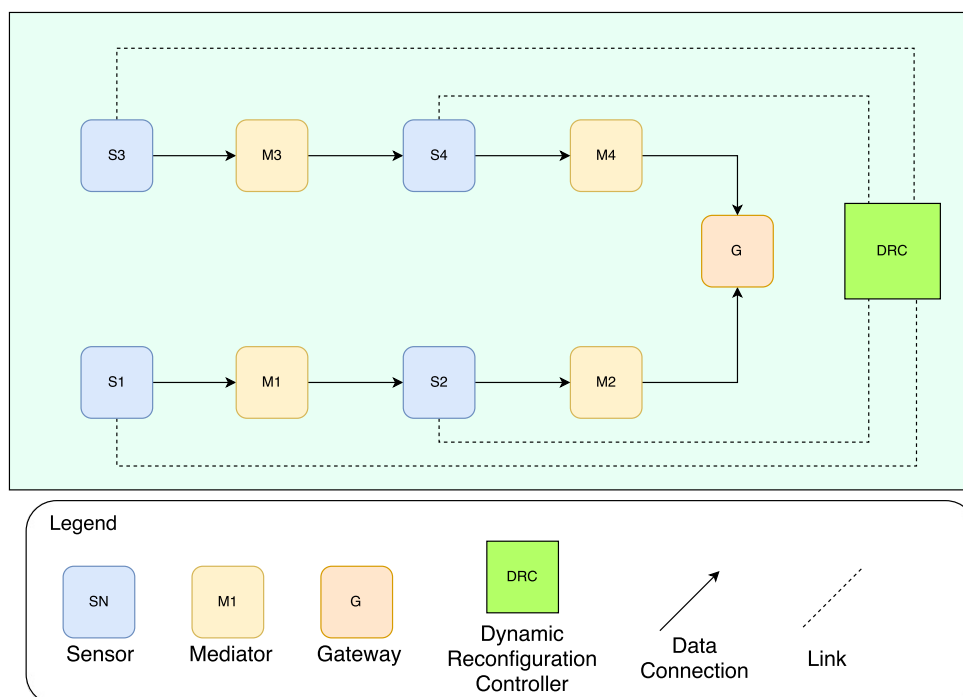 S3
M3
S4
M4
G
DRC
S1
M1
S2
M2
Legend
SN
M1
G
DRC
Sensor
Mediator
Gateway
Dynamic
Reconfiguration
Controller
Data
Connection
Link